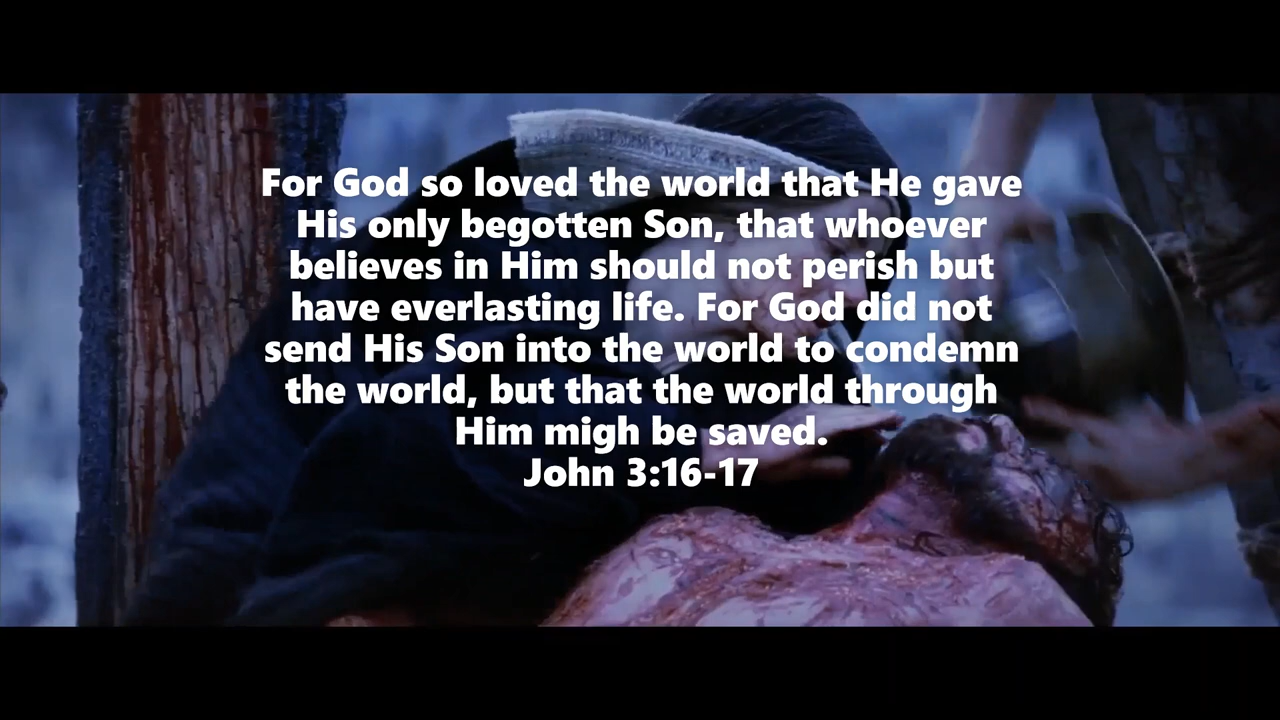 For God so loved the world that He gave
His only begotten Son, that whoever
believes in Him should not perish but
have everlasting life. For God did not
send His Son into the world to condemn
the world, but that the world through
Him migh be saved.
John 3:16-17